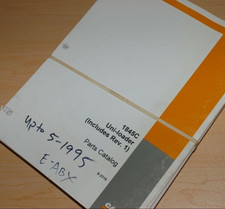 1845C
Uni-loader
(Includes Rev. 1)
Parts Catalog
up to 5-1995
E-ABX